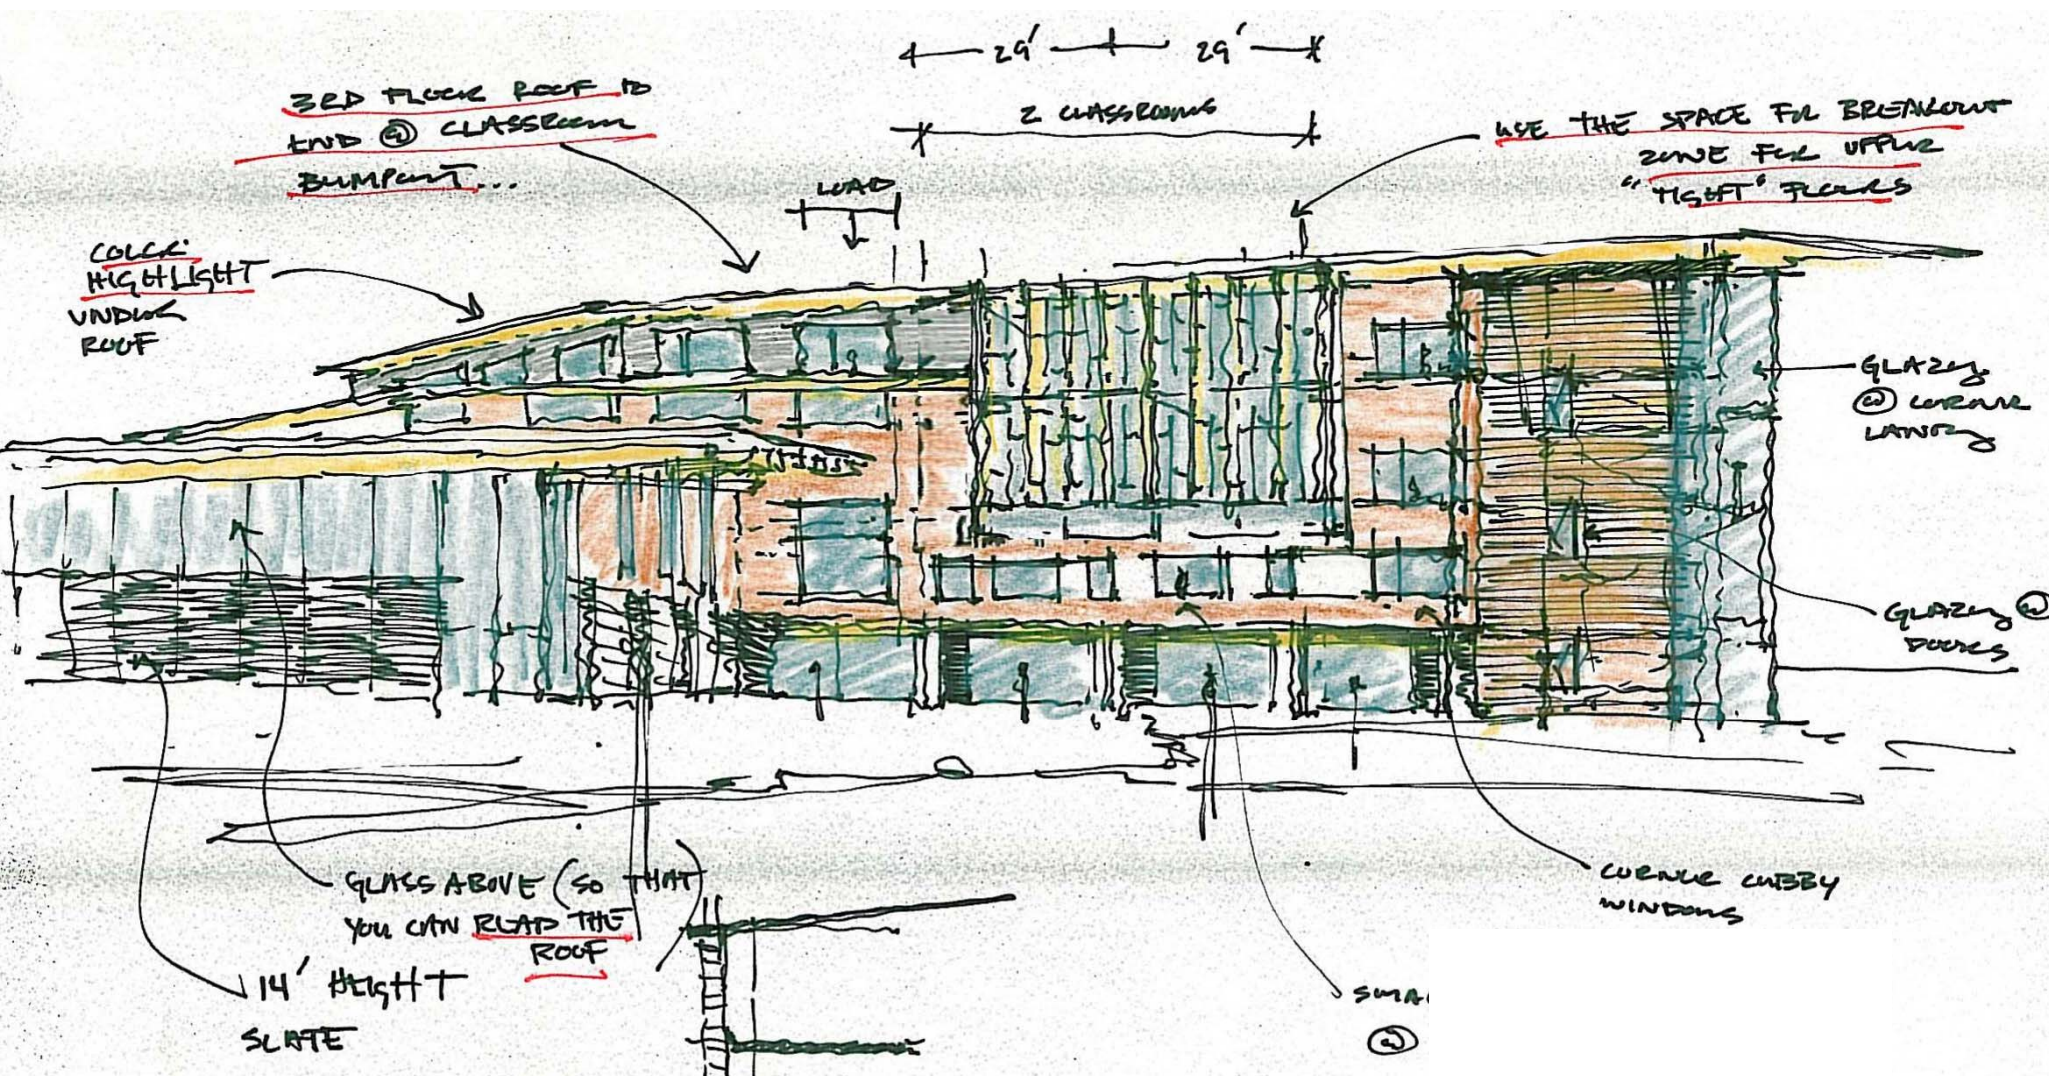 29' 29'
2 CLASSROOMS
3RD FLOOR ROOF TO
END @ CLASSROOM
BUMPOUT...
USE THE SPACE FOR BREAKOUT
ZONE FOR UPPER
"TIGHT" FLOORS
LOAD
COLOR
HIGHLIGHT
UNDER
ROOF
GLAZING
@ CORNER
LANDING
GLAZING @
DOORS
GLASS ABOVE (SO THAT
YOU CAN READ THE
ROOF)
CORNER CUBBY
WINDOWS
14' HEIGHT
SLATE
@